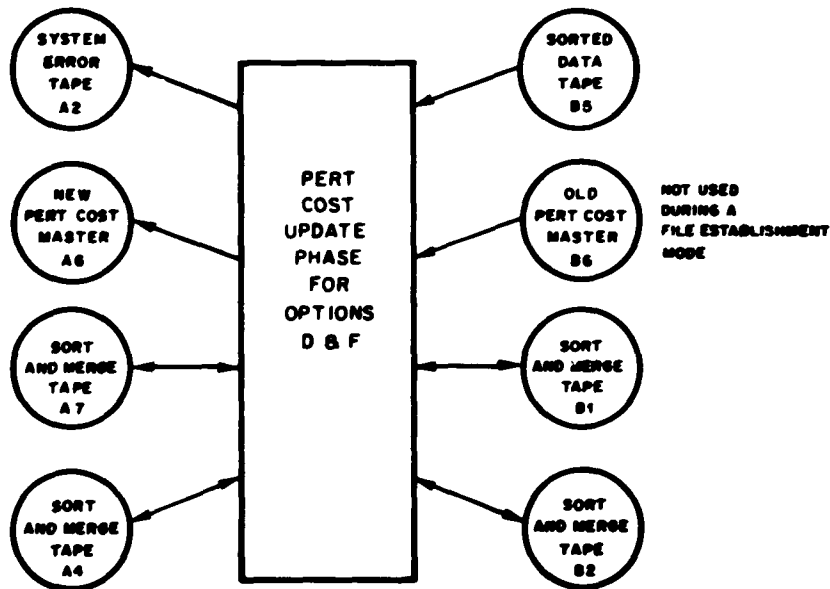 SYSTEM
ERROR
TAPE
A2
NEW
PERT COST
MASTER
A6
SORT
AND MERGE
TAPE
A7
SORT
AND MERGE
TAPE
A4
PERT
COST
UPDATE
PHASE
FOR
OPTIONS
D & F
SORTED
DATA
TAPE
B5
OLD
PERT COST
MASTER
B6
NOT USED
DURING A
FILE ESTABLISHMENT
MODE
SORT
AND MERGE
TAPE
B1
SORT
AND MERGE
TAPE
B2